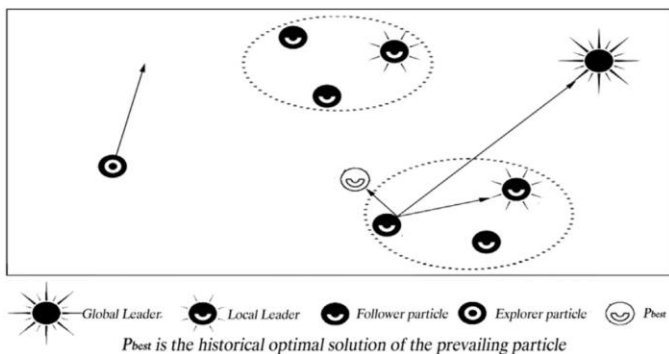 Global Leader Local Leader Follower particle Explorer particle Pbest
Pbest is the historical optimal solution of the prevailing particle